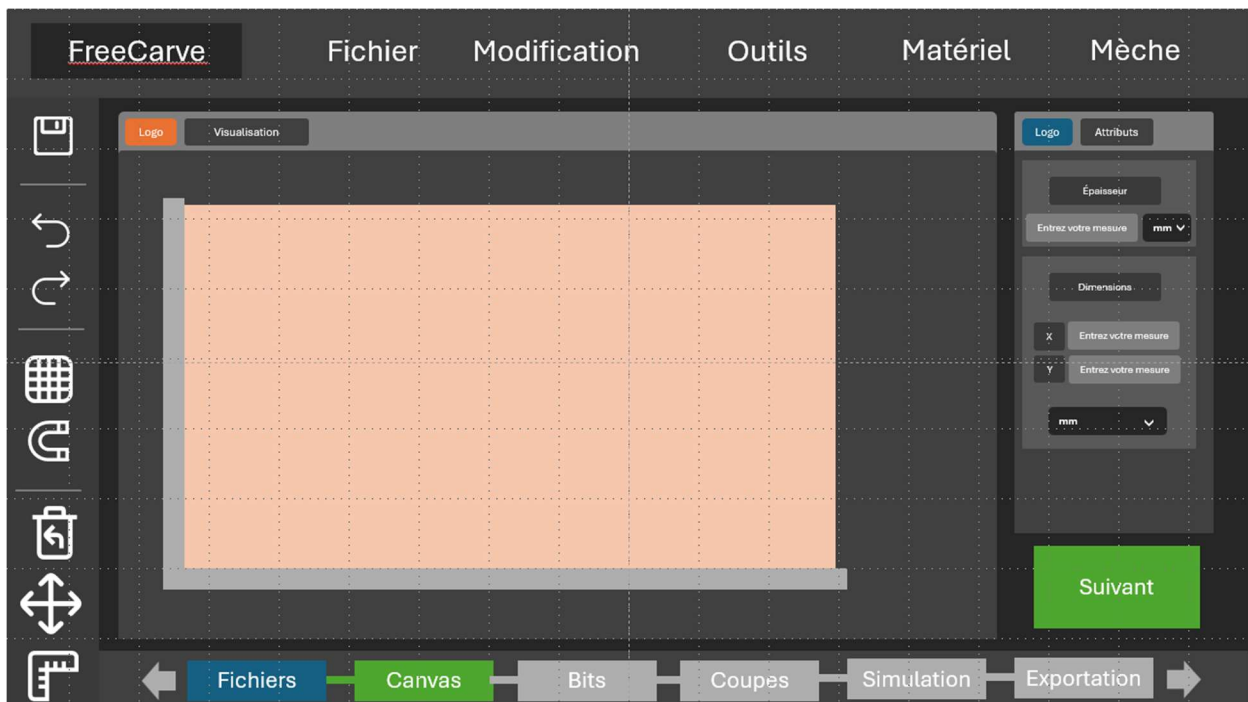 FreeCarve Fichier Modification Outils Matériel Mèche
Logo Visualisation
Logo Attributs
Épaisseur
Entrez votre mesure mm
Dimensions
X Entrez votre mesure
Y Entrez votre mesure
mm
Suivant
Fichiers Canvas Bits Coupes Simulation Exportation